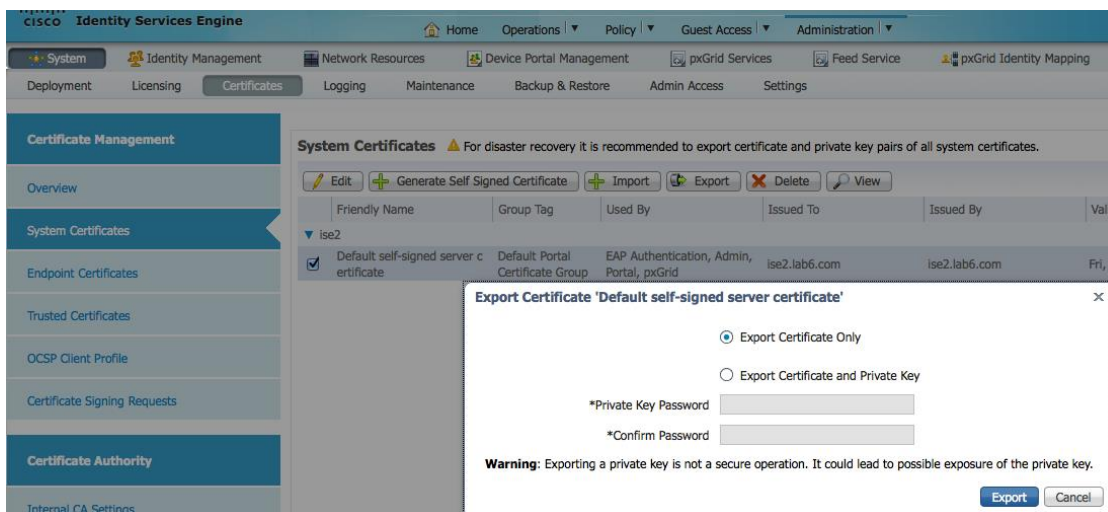 CISCO Identity Services Engine
Home Operations Policy Guest Access Administration
System Identity Management Network Resources Device Portal Management pxGrid Services Feed Service pxGrid Identity Mapping
Deployment Licensing Certificates Logging Maintenance Backup & Restore Admin Access Settings
Certificate Management
Overview
System Certificates
Endpoint Certificates
Trusted Certificates
OCSP Client Profile
Certificate Signing Requests
Certificate Authority
Internal CA Settings
System Certificates For disaster recovery it is recommended to export certificate and private key pairs of all system certificates.
Edit Generate Self Signed Certificate Import Export Delete View
Friendly Name Group Tag Used By Issued To Issued By Val
ise2
Default self-signed server c Default Portal EAP Authentication, Admin, ise2.lab6.com ise2.lab6.com Fri,
ertificate Certificate Group Portal, pxGrid
Export Certificate 'Default self-signed server certificate' x
Export Certificate Only
Export Certificate and Private Key
*Private Key Password
*Confirm Password
Warning: Exporting a private key is not a secure operation. It could lead to possible exposure of the private key.
Export Cancel